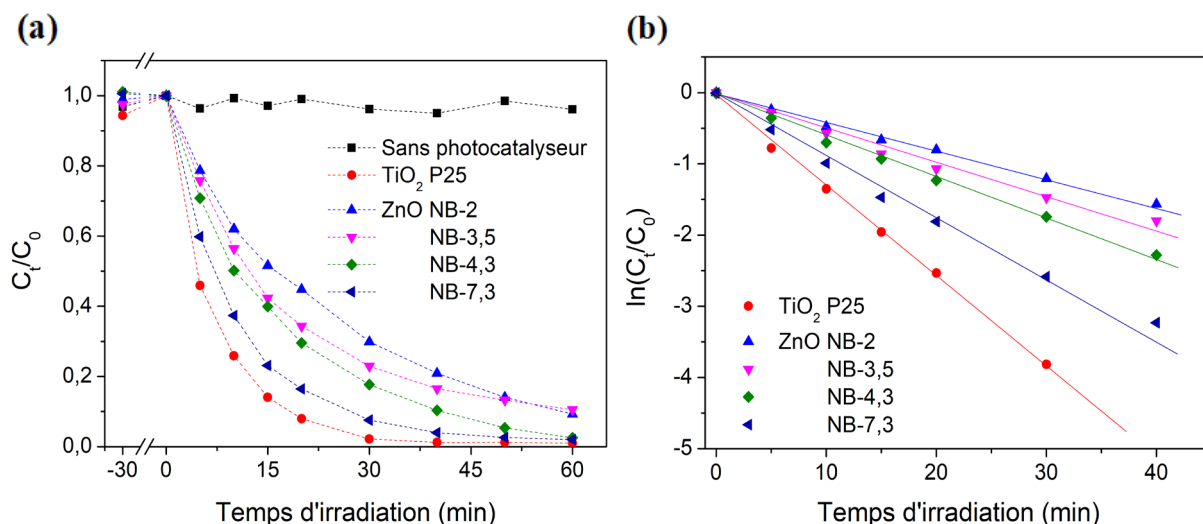 (a)
C_t/C_0
1,0
0,8
0,6
0,4
0,2
0,0
Sans photocatalyseur
TiO₂ P25
ZnO NB-2
NB-3,5
NB-4,3
NB-7,3
-30 0 15 30 45 60
Temps d'irradiation (min)
(b)
ln(C_t/C_0)
0
-1
-2
-3
-4
-5
TiO₂ P25
ZnO NB-2
NB-3,5
NB-4,3
NB-7,3
0 10 20 30 40
Temps d'irradiation (min)